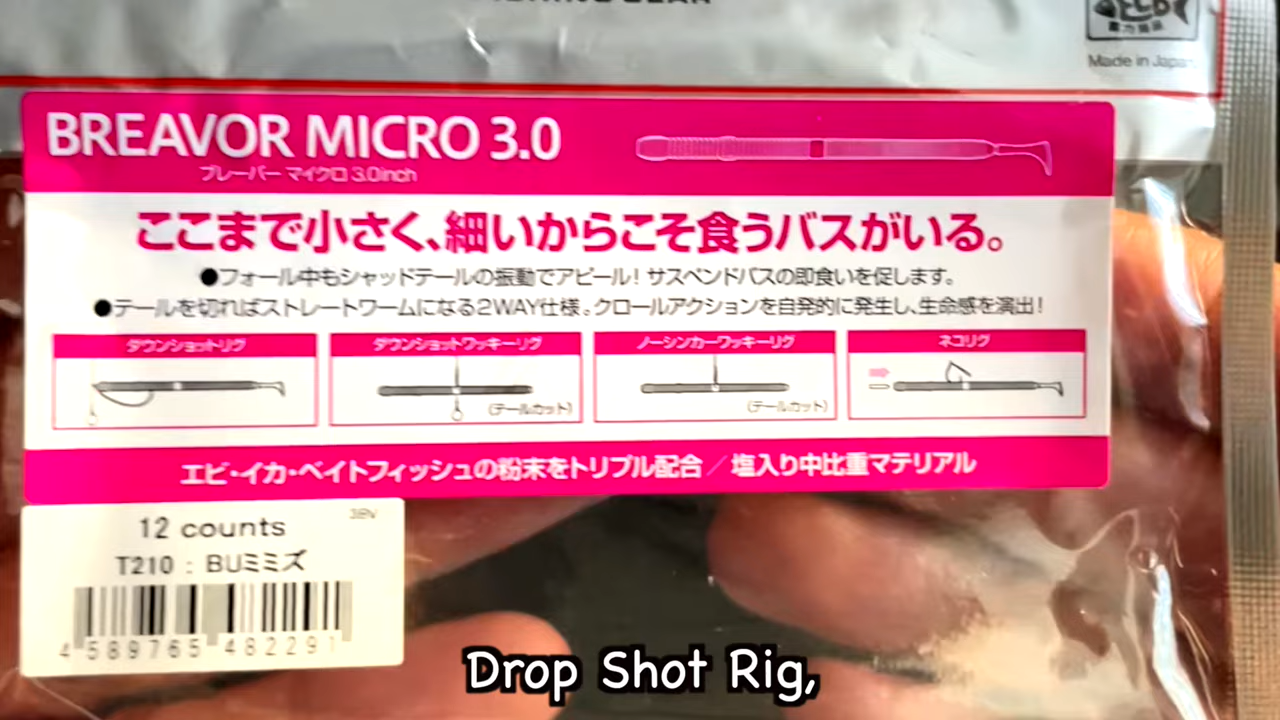 Made in Japan
BREAVOR MICRO 3.0
ブレーバー マイクロ 3.0inch
ここまで小さく、細いからこそ食うバスがいる。
●フォール中もシャッドテールの振動でアピール！サスペンドバスの即食いを促します。
●テールを切ればストレートワームになる2WAY仕様。クロールアクションを自発的に発生し、生命感を演出！
ダウンショットリグ
ダウンショットワッキーリグ
ノーシンカーワッキーリグ
ネコリグ
(テールカット)
(テールカット)
エビ・イカ・ベイトフィッシュの粉末をトリプル配合／塩入り中比重マテリアル
12 counts
T210 : BUミミズ
4 589765 482291
Drop Shot Rig,